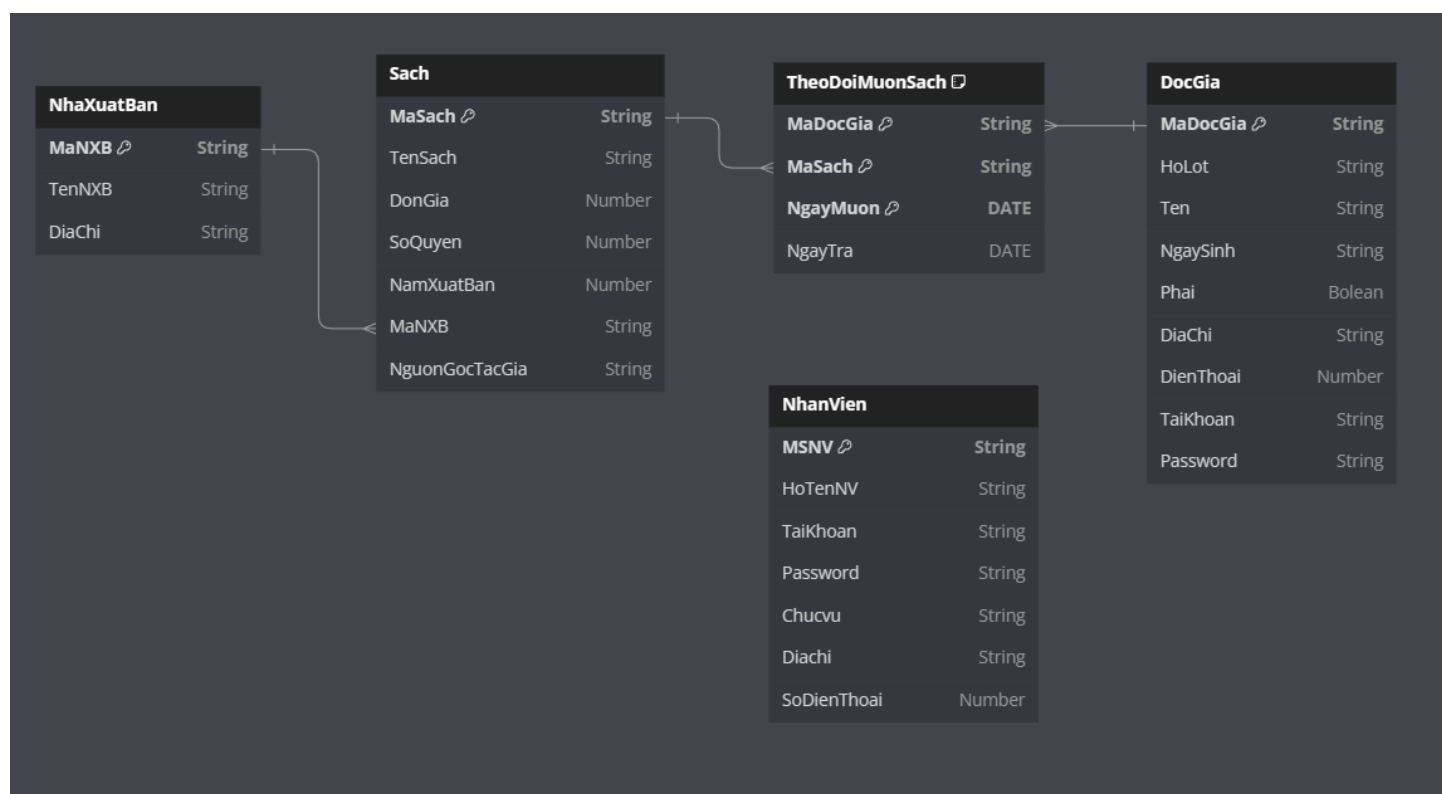 NhaXuatBan
MaNXB String
TenNXB String
DiaChi String
Sach
MaSach String
TenSach String
DonGia Number
SoQuyen Number
NamXuatBan Number
MaNXB String
NguonGocTacGia String
TheoDoiMuonSach
MaDocGia String
MaSach String
NgayMuon DATE
NgayTra DATE
DocGia
MaDocGia String
HoLot String
Ten String
NgaySinh String
Phai Bolean
DiaChi String
DienThoai Number
TaiKhoan String
Password String
NhanVien
MSNV String
HoTenNV String
TaiKhoan String
Password String
Chucvu String
Diachi String
SoDienThoai Number